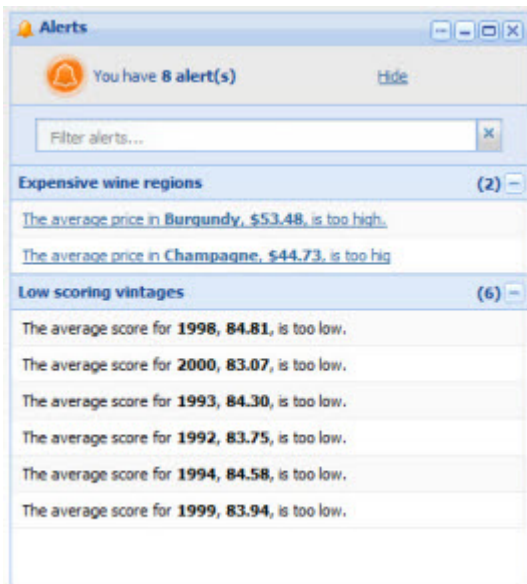 Alerts
You have 8 alert(s) Hide
Filter alerts...
Expensive wine regions (2)
The average price in Burgundy, $53.48, is too high.
The average price in Champagne, $44.73, is too hig
Low scoring vintages (6)
The average score for 1998, 84.81, is too low.
The average score for 2000, 83.07, is too low.
The average score for 1993, 84.30, is too low.
The average score for 1992, 83.75, is too low.
The average score for 1994, 84.58, is too low.
The average score for 1999, 83.94, is too low.